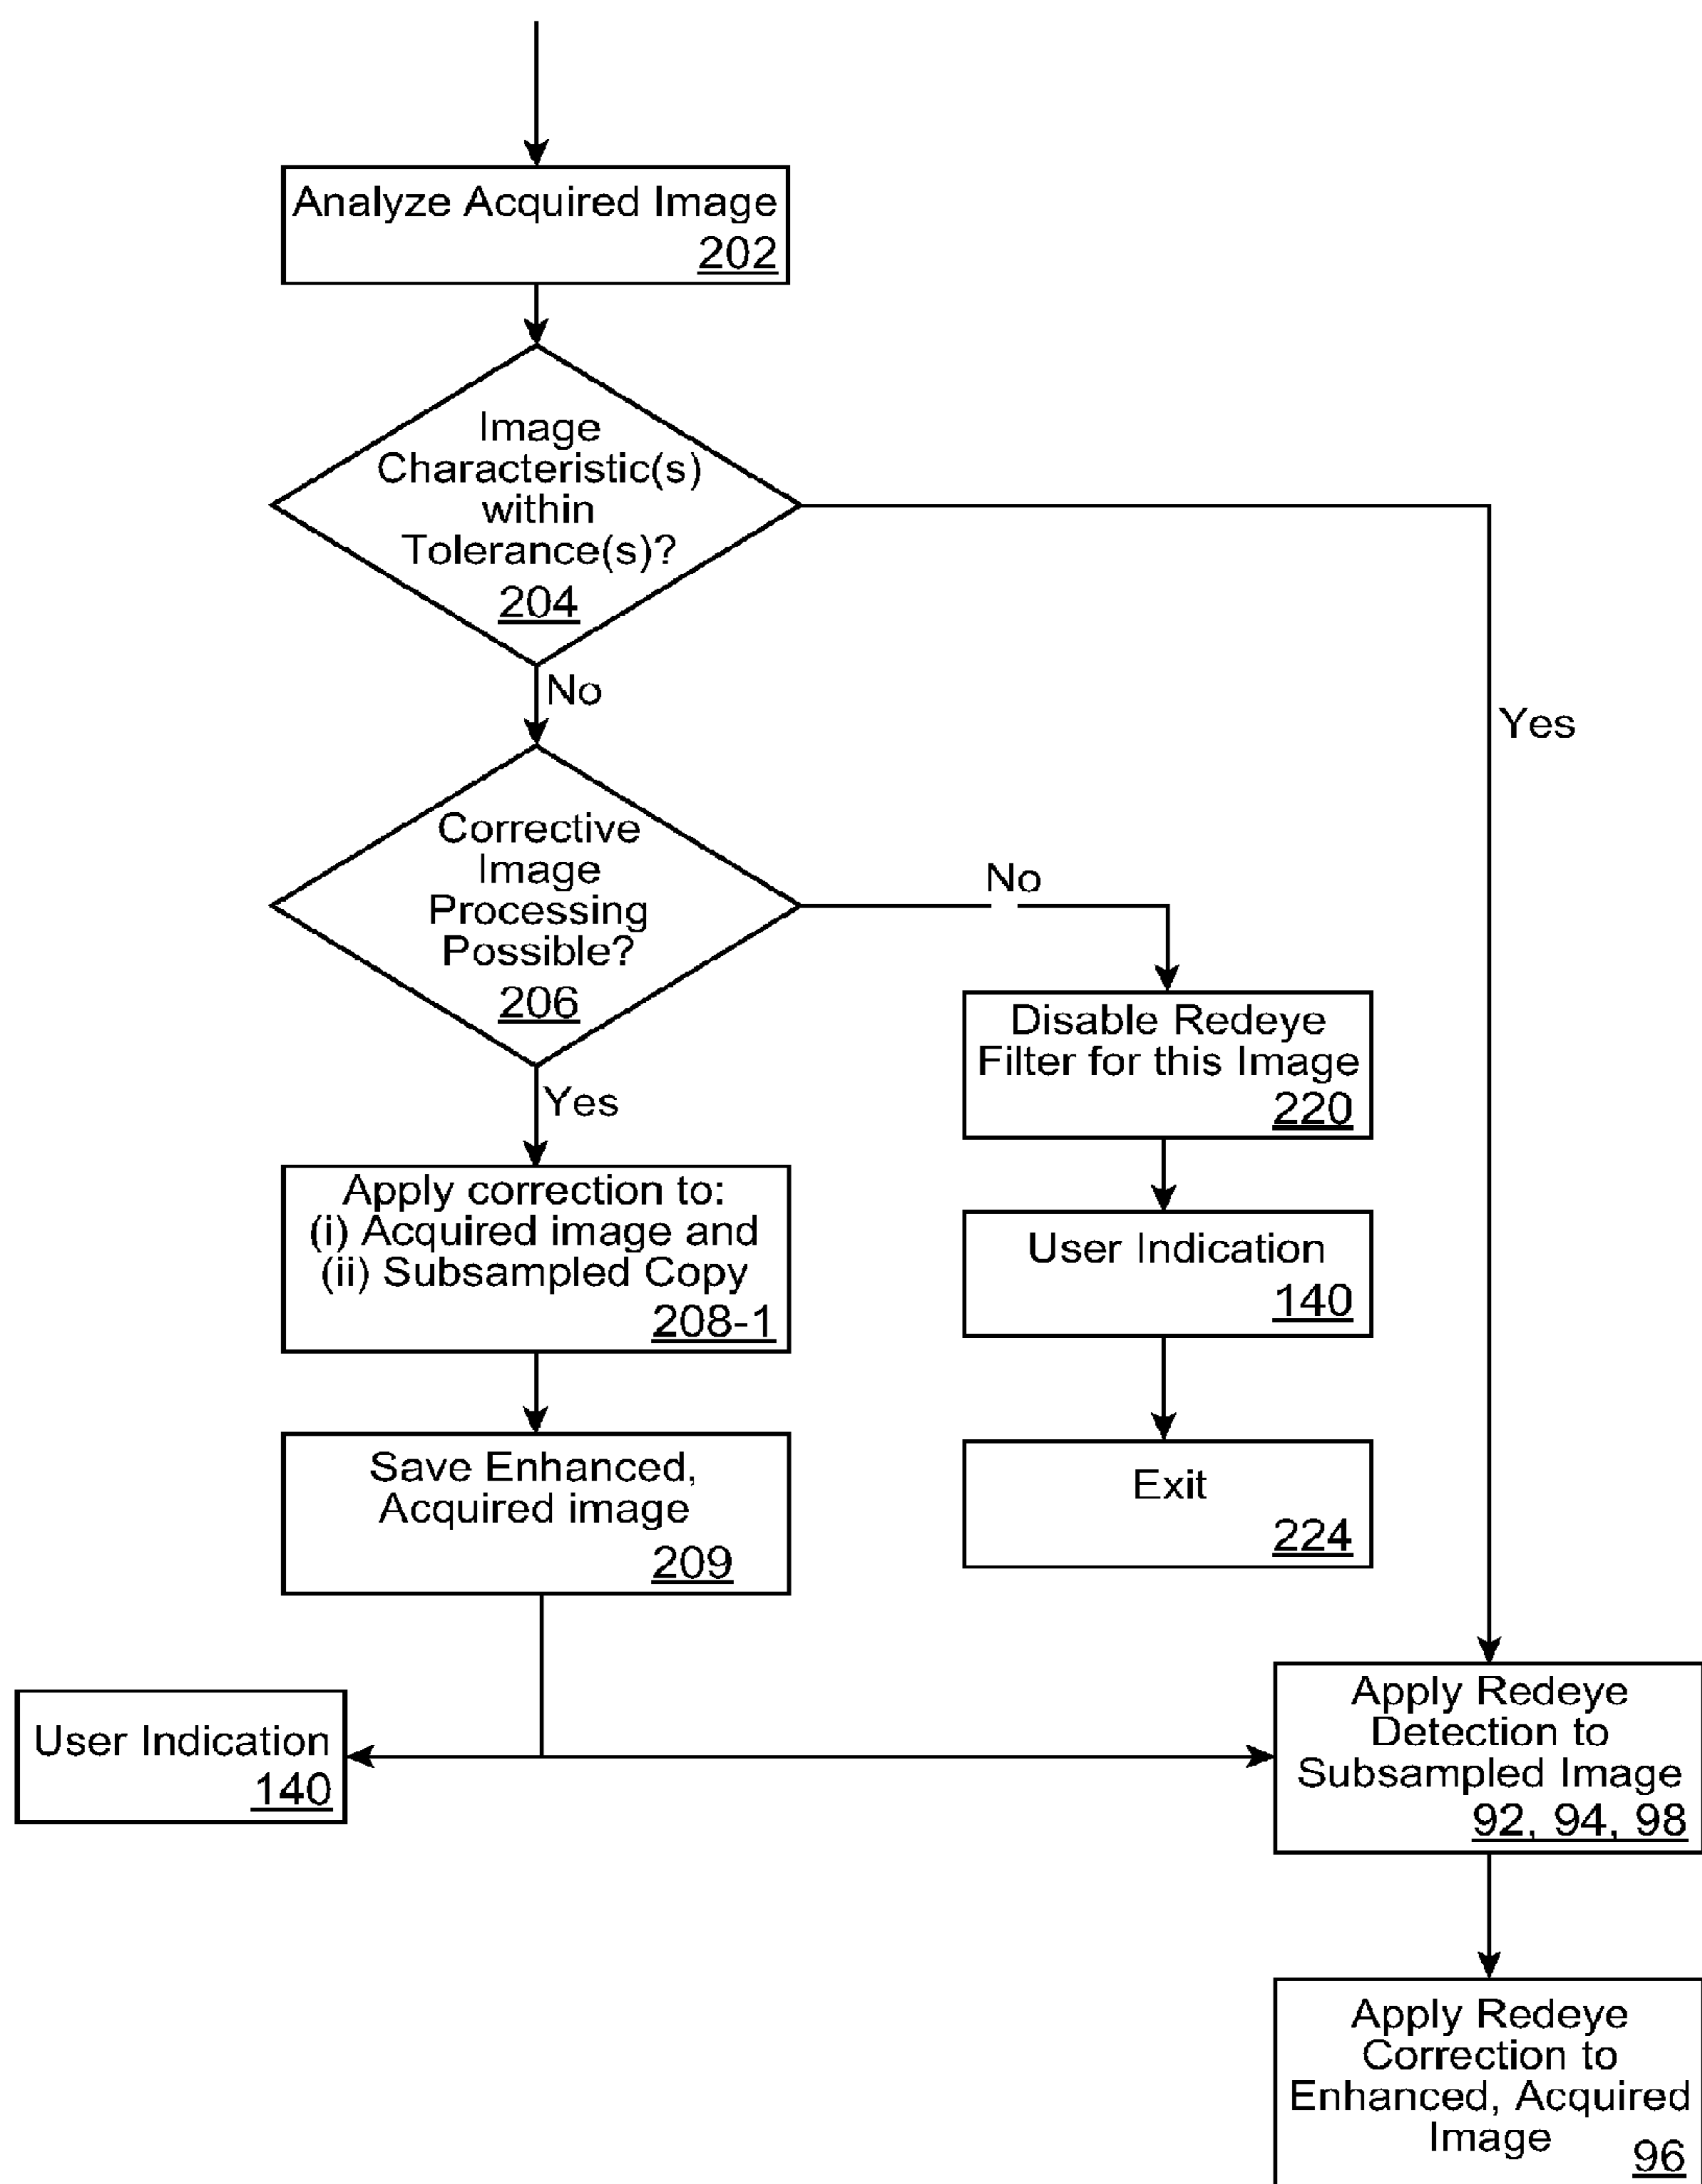 Analyze Acquired Image
202
Image
Characteristic(s)
within
Tolerance(s)?
204
No
Yes
Corrective
Image
Processing
Possible?
206
No
Yes
Disable Redeye
Filter for this Image
220
Apply correction to:
(i) Acquired image and
(ii) Subsampled Copy
208-1
User Indication
140
Save Enhanced,
Acquired image
209
Exit
224
User Indication
140
Apply Redeye
Detection to
Subsampled Image
92, 94, 98
Apply Redeye
Correction to
Enhanced, Acquired
Image
96